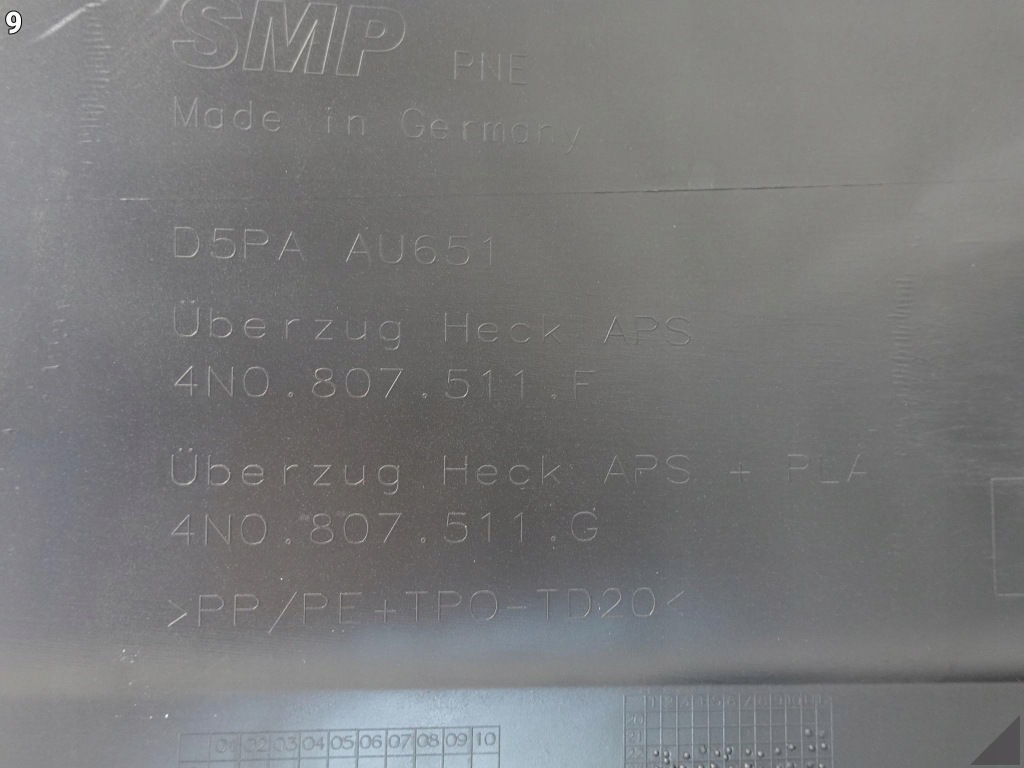 9
SMP PNE
Made in Germany
D5PA AU651
Überzug Heck APS
4N0.807.511.F
Überzug Heck APS + PLA
4N0.807.511.G
>PP/PE+TPO-TD20<
01 02 03 04 05 06 07 08 09 10